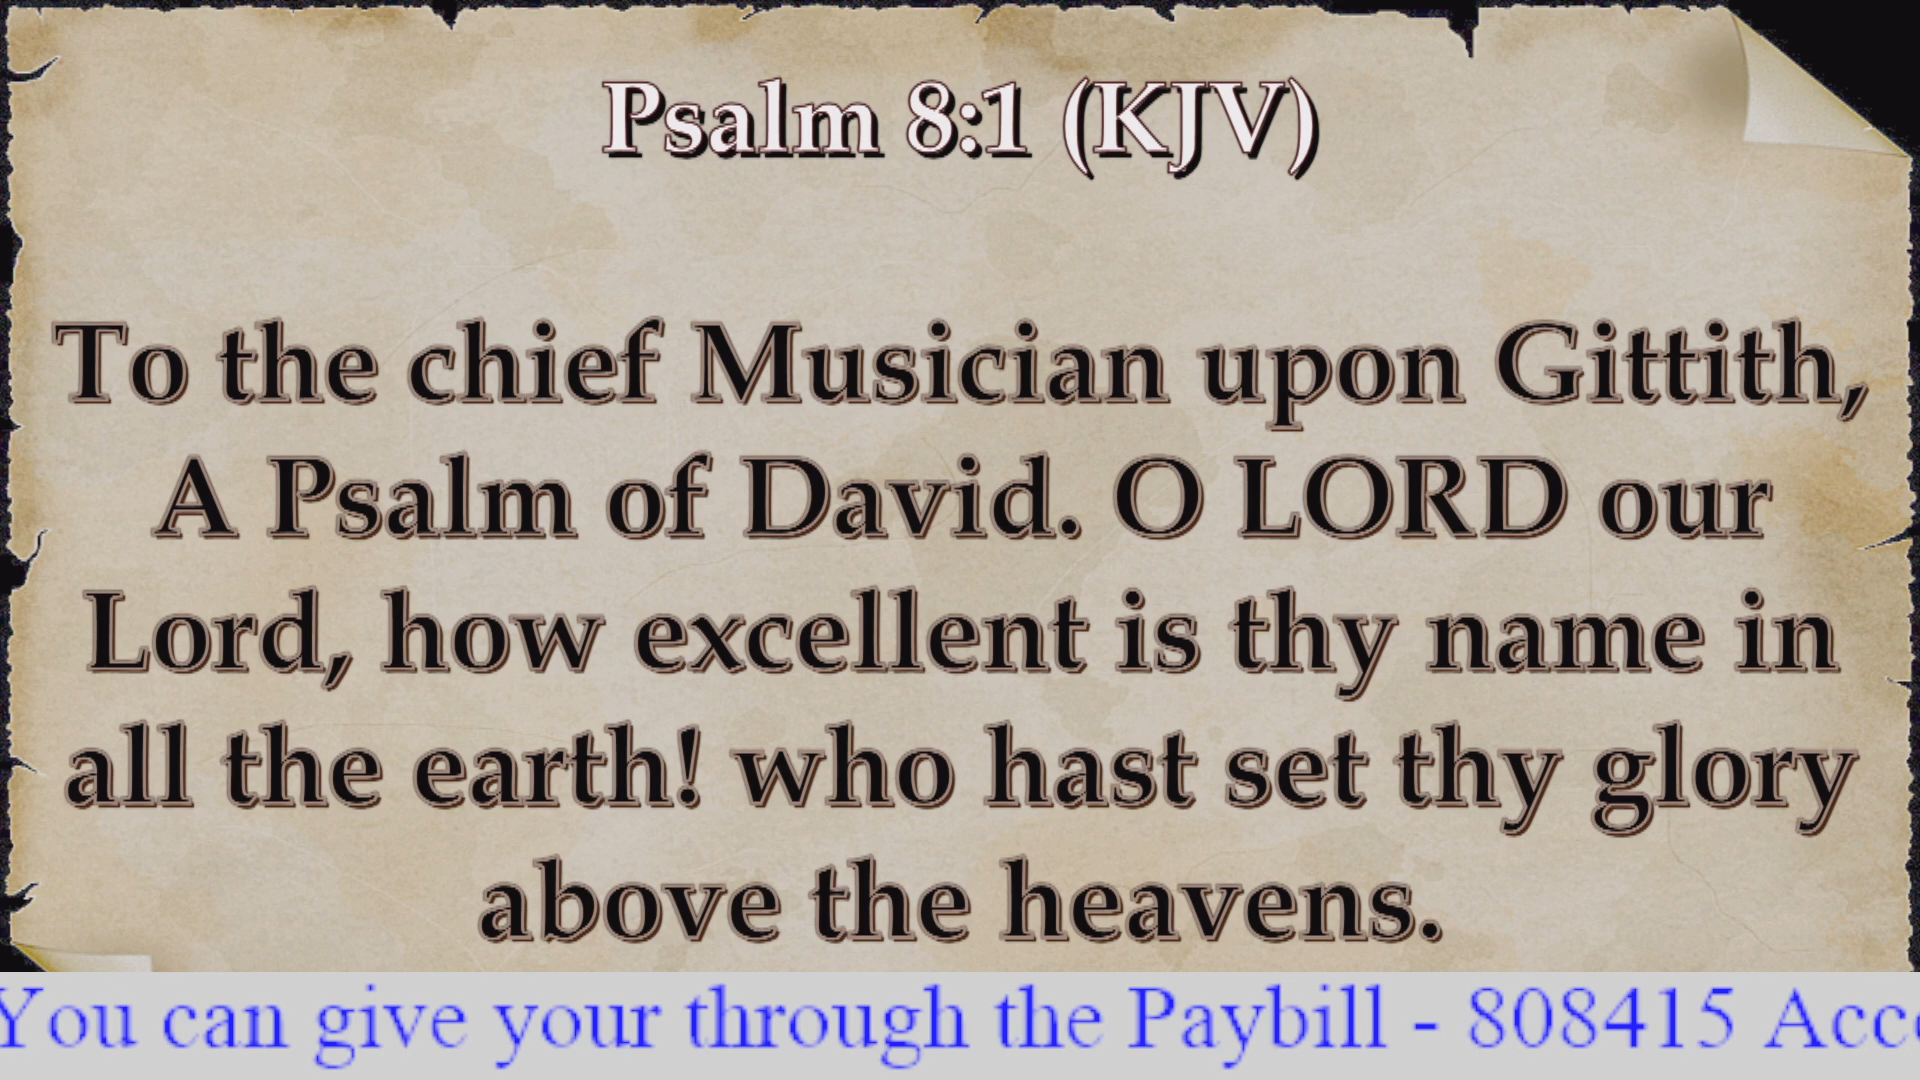 Psalm 8:1 (KJV)
To the chief Musician upon Gittith,
A Psalm of David. O LORD our
Lord, how excellent is thy name in
all the earth! who hast set thy glory
above the heavens.
You can give your through the Paybill - 808415